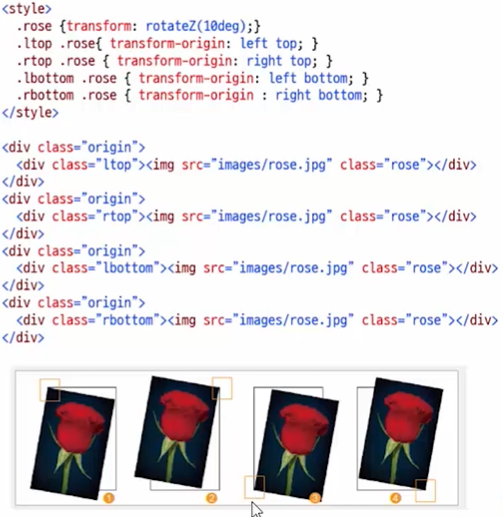 <style>
.rose {transform: rotateZ(10deg);}
.ltop .rose{ transform-origin: left top; }
.rtop .rose { transform-origin: right top; }
.lbottom .rose { transform-origin: left bottom; }
.rbottom .rose { transform-origin : right bottom; }
</style>
<div class="origin">
<div class="ltop"><img src="images/rose.jpg" class="rose"></div>
</div>
<div class="origin">
<div class="rtop"><img src="images/rose.jpg" class="rose"></div>
</div>
<div class="origin">
<div class="lbottom"><img src="images/rose.jpg" class="rose"></div>
</div>
<div class="origin">
<div class="rbottom"><img src="images/rose.jpg" class="rose"></div>
</div>
1 2 3 4